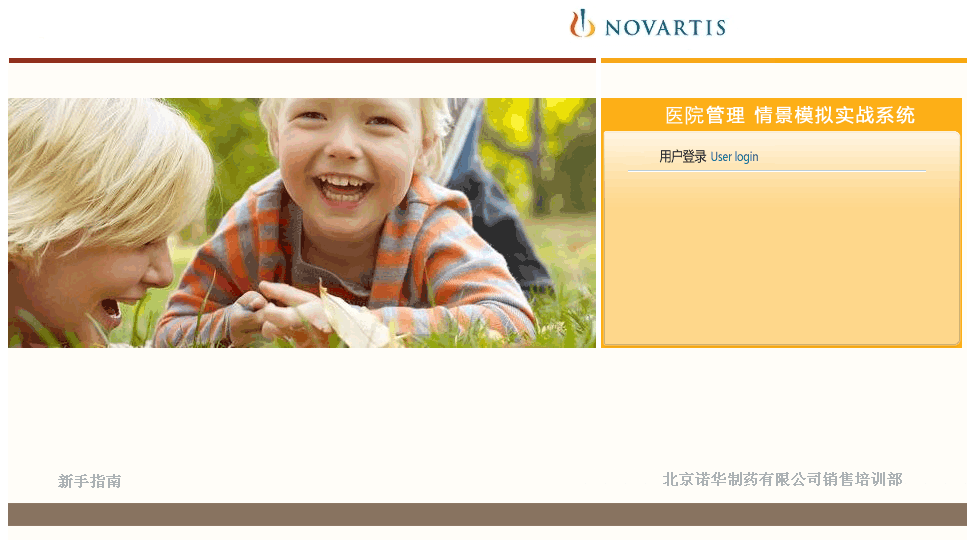 NOVARTIS
医院管理 情景模拟实战系统
用户登录 User login
新手指南
北京诺华制药有限公司销售培训部